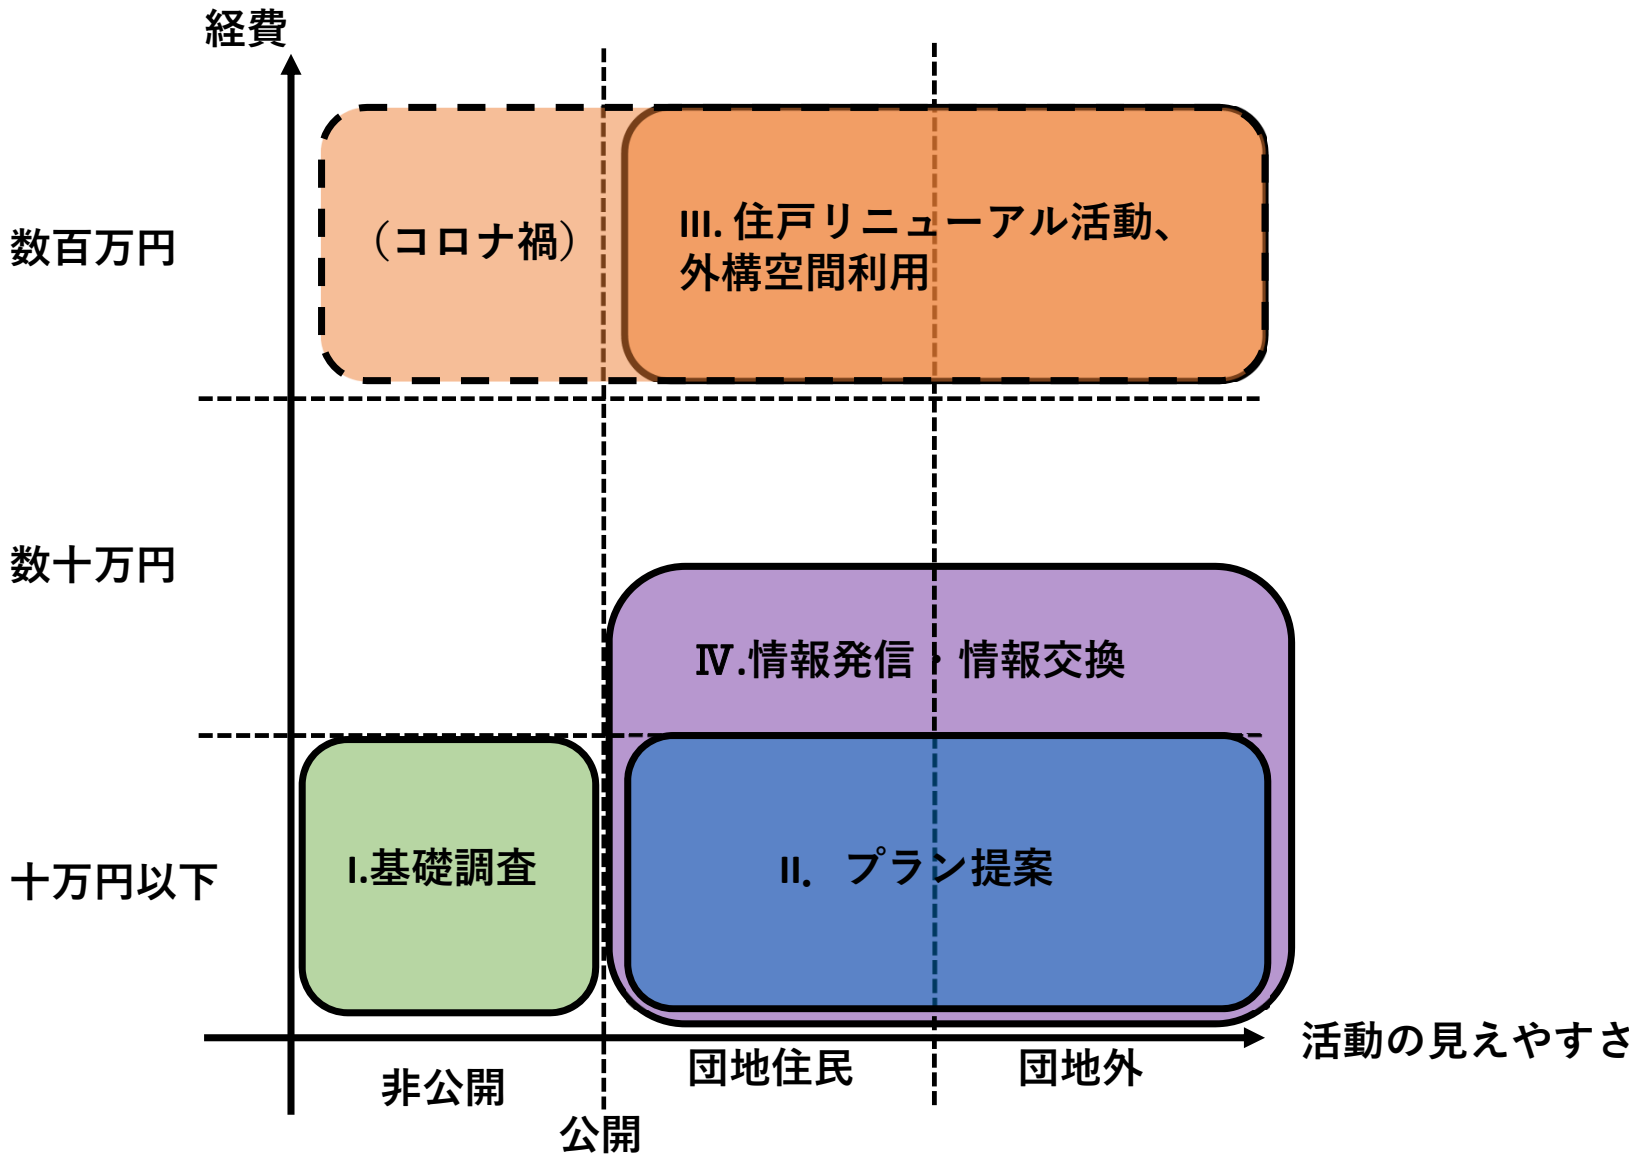 経費
数百万円
（コロナ禍）
III. 住戸リニューアル活動、
外構空間利用
数十万円
Ⅳ.情報発信・情報交換
十万円以下
I.基礎調査
II. プラン提案
活動の見えやすさ
非公開
団地住民
団地外
公開